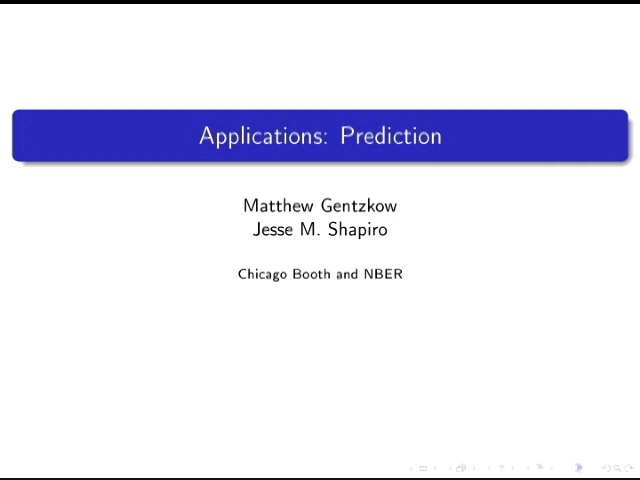 Applications: Prediction
Matthew Gentzkow
Jesse M. Shapiro
Chicago Booth and NBER